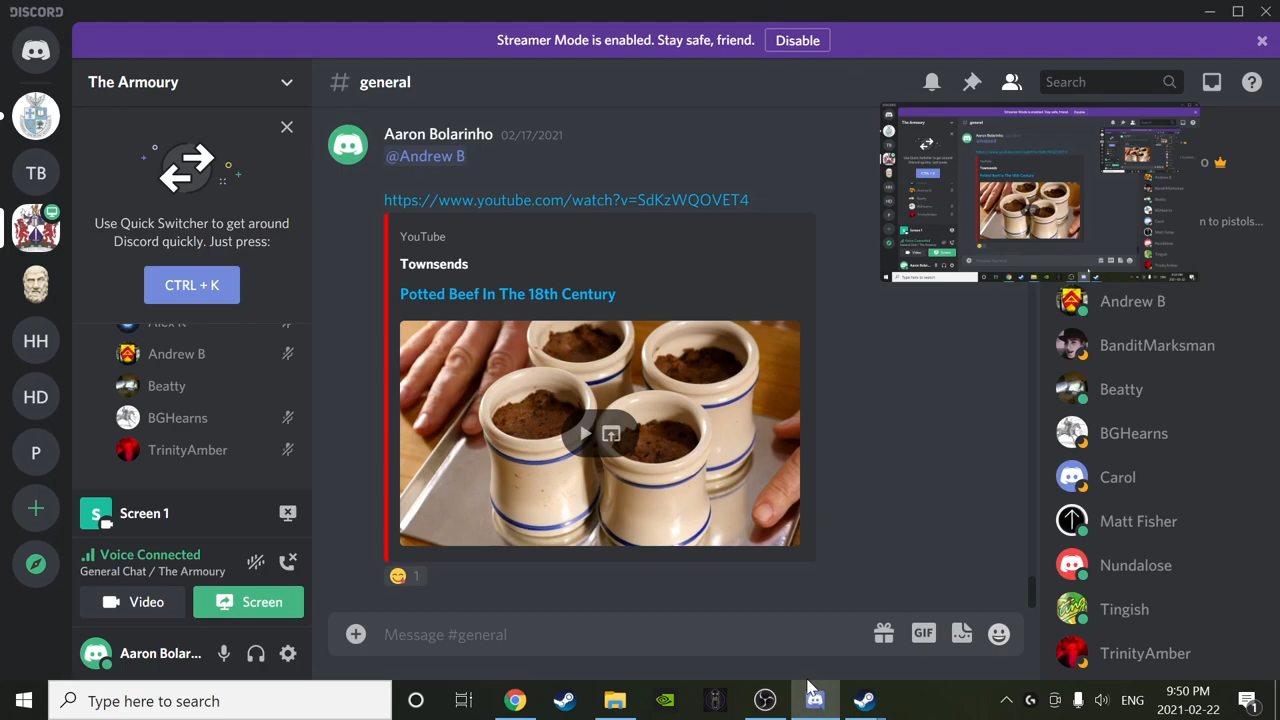 DISCORD
Streamer Mode is enabled. Stay safe, friend.
Disable
The Armoury
# general
Search
Use Quick Switcher to get around
Discord quickly. Just press:
CTRL + K
TB
HH
HD
P
Alex K
Andrew B
Beatty
BGHearns
TrinityAmber
S
Screen 1
Voice Connected
General Chat / The Armoury
Video
Screen
Aaron Bolar...
Aaron Bolarinho 02/17/2021
@Andrew B
https://www.youtube.com/watch?v=SdKzWQOVET4
YouTube
Townsends
Potted Beef In The 18th Century
1
Message #general
GIF
n to pistols...
Andrew B
BanditMarksman
Beatty
BGHearns
Carol
Matt Fisher
Nundalose
Tingish
TrinityAmber
Type here to search
ENG
9:50 PM
2021-02-22
1